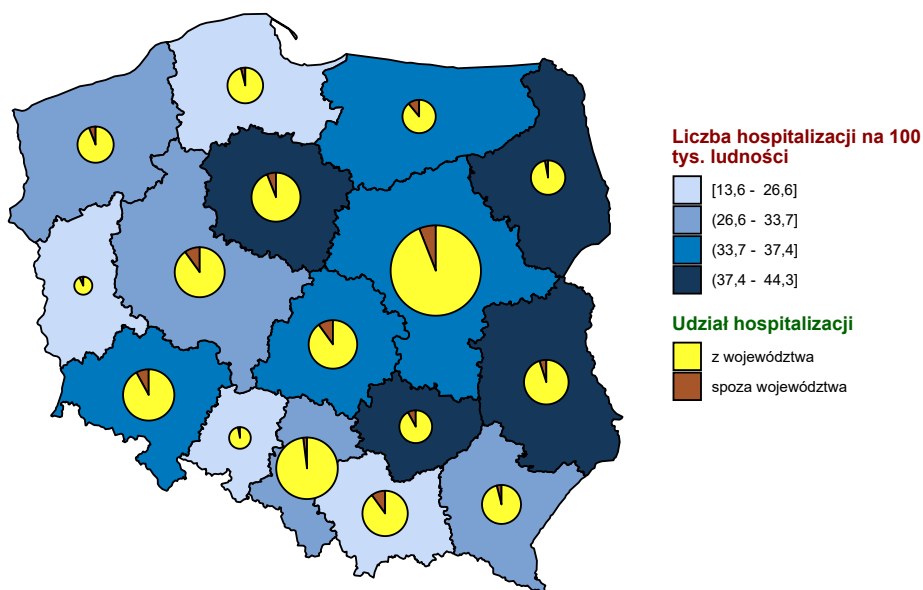 Liczba hospitalizacji na 100
tys. ludności
[13,6 - 26,6]
(26,6 - 33,7]
(33,7 - 37,4]
(37,4 - 44,3]
Udział hospitalizacji
z województwa
spoza województwa